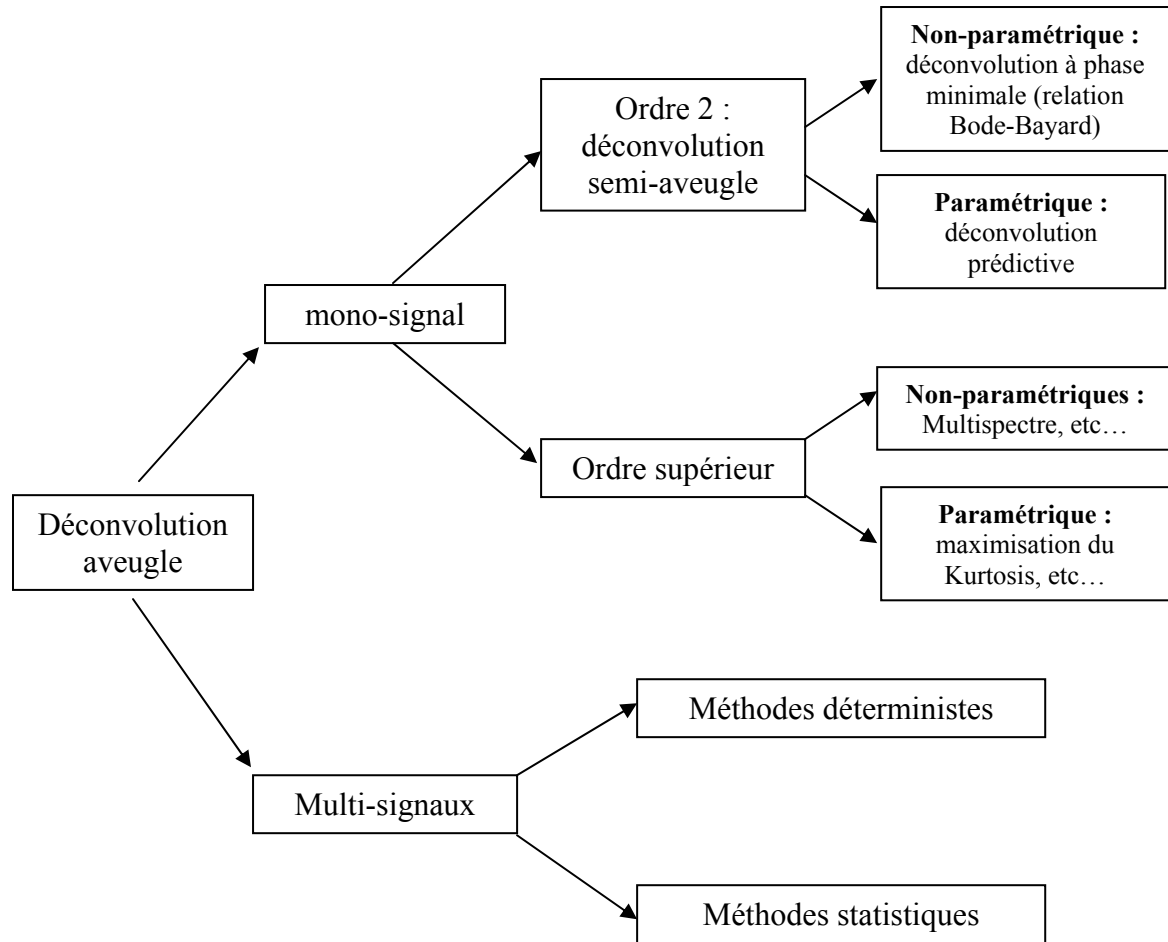 Non-paramétrique :
déconvolution à phase
minimale (relation
Bode-Bayard)
Ordre 2 :
déconvolution
semi-aveugle
Paramétrique :
déconvolution
prédictive
mono-signal
Non-paramétriques :
Multispectre, etc…
Ordre supérieur
Paramétrique :
maximisation du
Kurtosis, etc…
Déconvolution
aveugle
Méthodes déterministes
Multi-signaux
Méthodes statistiques